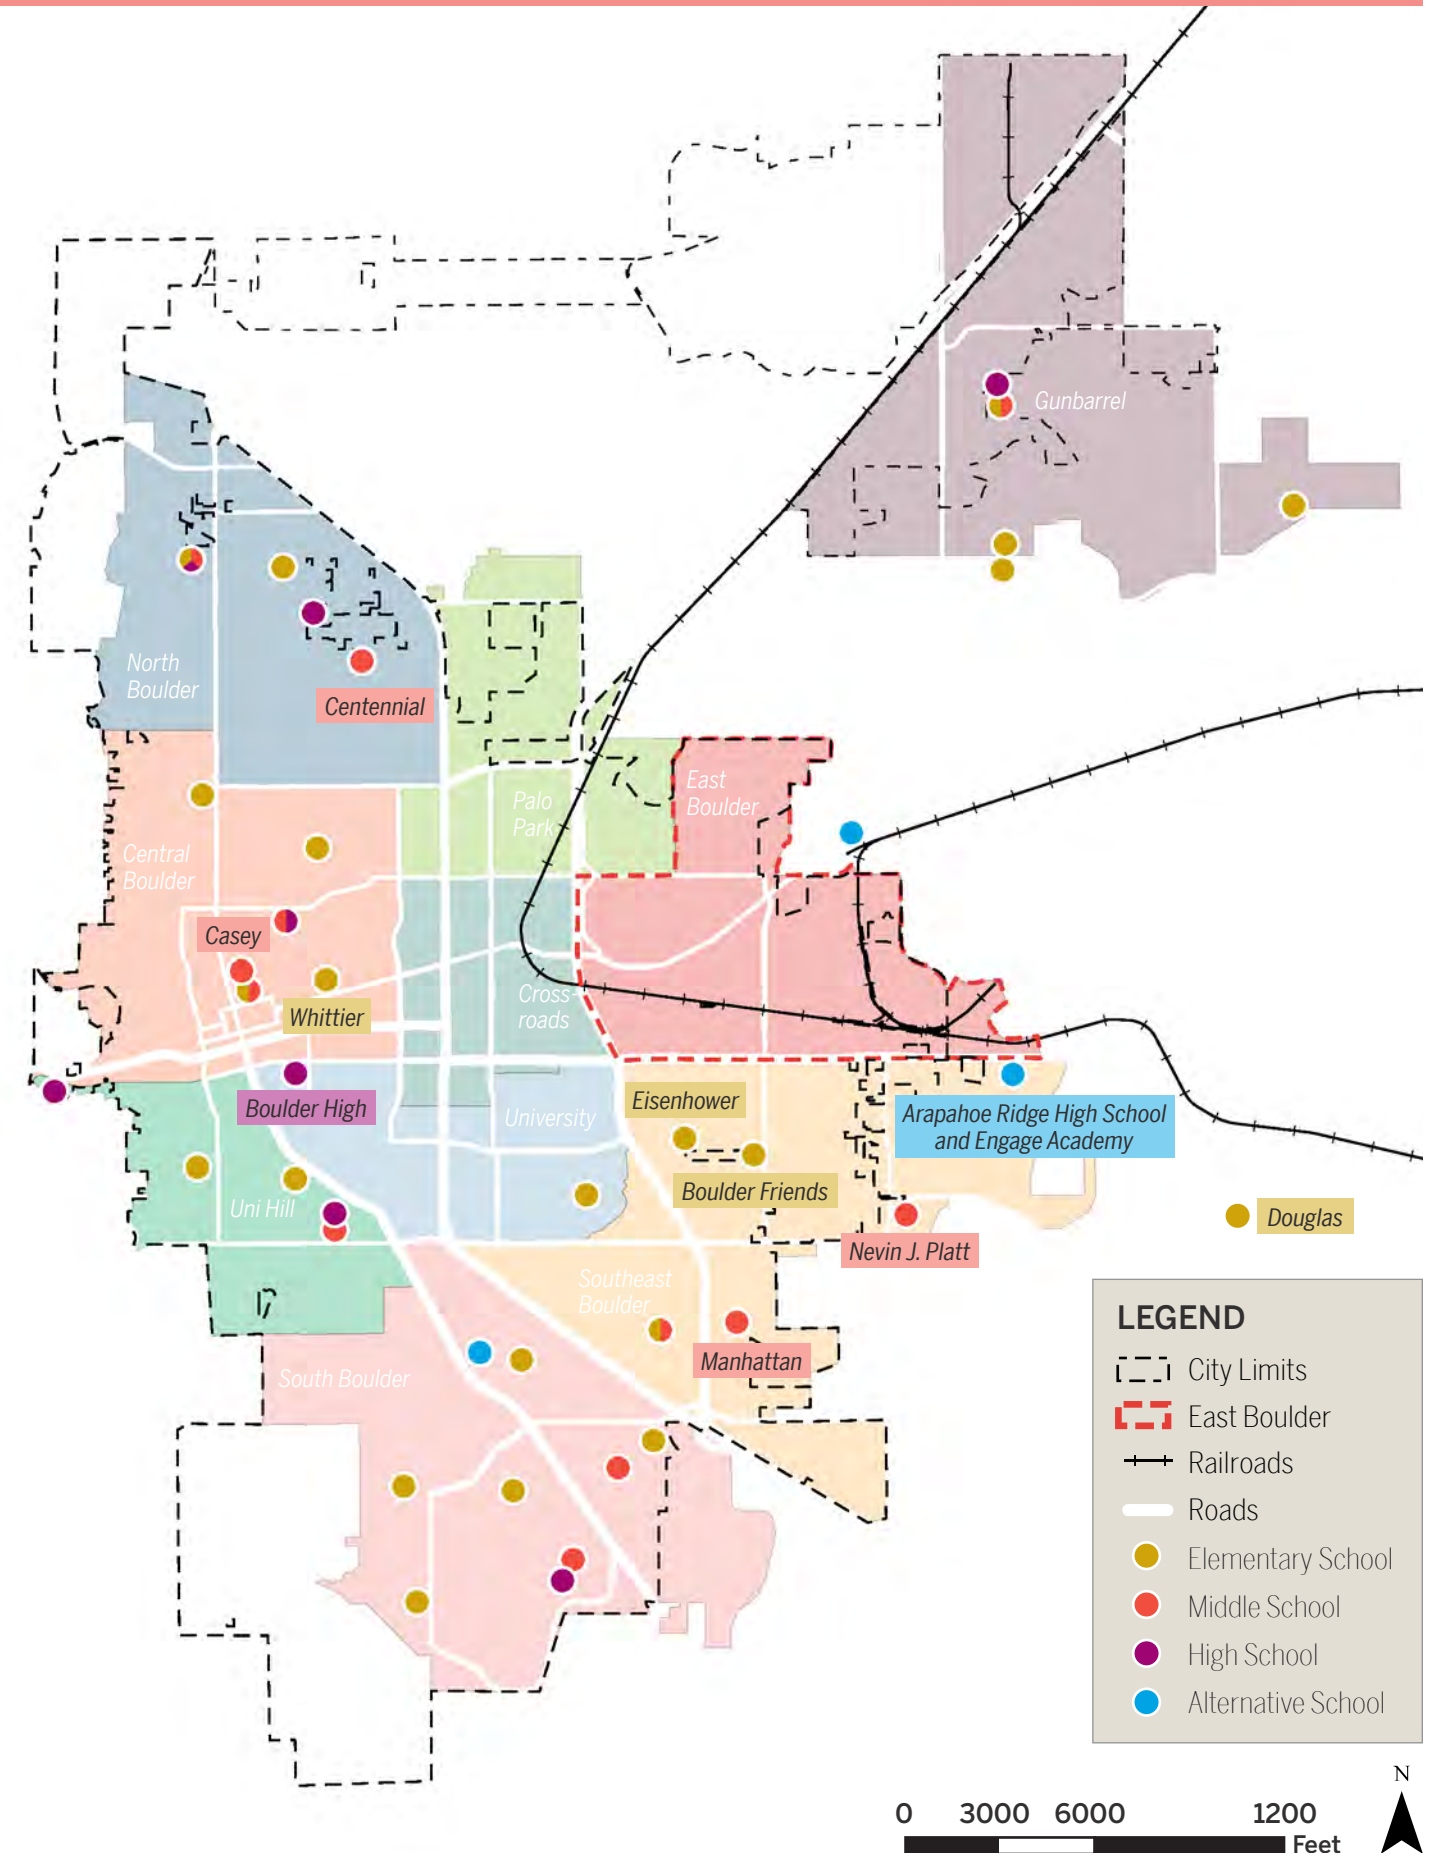 Gunbarrel
North
Boulder
Centennial
East
Boulder
Palo
Park
Central
Boulder
Casey
Cross-
roads
Whittier
Eisenhower
Boulder High
University
Arapahoe Ridge High School
and Engage Academy
Boulder Friends
Uni Hill
Douglas
Nevin J. Platt
Southeast
Boulder
Manhattan
South Boulder
LEGEND
City Limits
East Boulder
Railroads
Roads
Elementary School
Middle School
High School
Alternative School
N
0 3000 6000 1200
Feet